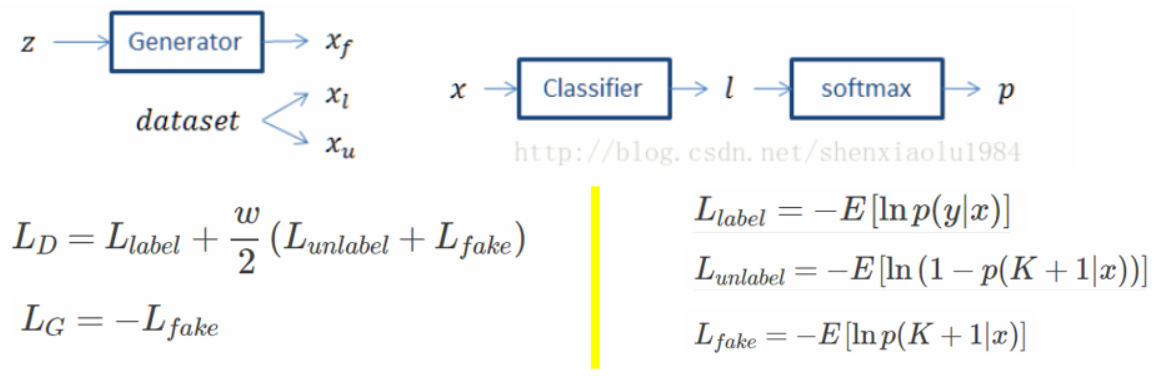 z Generator x_f
dataset x_l
x_u
x Classifier l softmax p
http://blog.csdn.net/shenxiaolu1984
L_D = L_{label} + \frac{w}{2} (L_{unlabel} + L_{fake})
L_G = -L_{fake}
L_{label} = -E[ln p(y|x)]
L_{unlabel} = -E[ln (1 - p(K + 1|x))]
L_{fake} = -E[ln p(K + 1|x)]